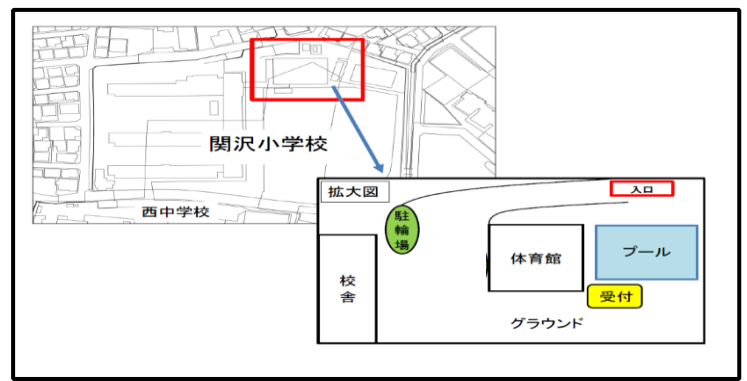 関沢小学校
西中学校
拡大図
入口
駐輪場
体育館
プール
校舎
受付
グラウンド